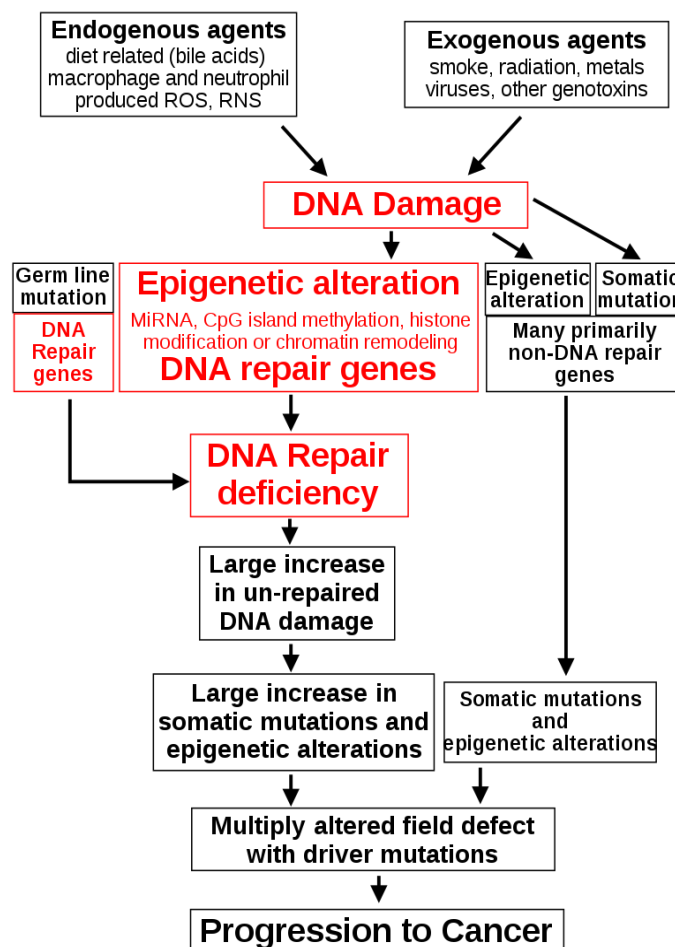 Endogenous agents
diet related (bile acids)
macrophage and neutrophil
produced ROS, RNS
Exogenous agents
smoke, radiation, metals
viruses, other genotoxins
DNA Damage
Germ line
mutation
DNA
Repair
genes
Epigenetic alteration
MiRNA, CpG island methylation, histone
modification or chromatin remodeling
DNA repair genes
Epigenetic
alteration
Somatic
mutation
Many primarily
non-DNA repair
genes
DNA Repair
deficiency
Large increase
in un-repaired
DNA damage
Large increase in
somatic mutations and
epigenetic alterations
Somatic mutations
and
epigenetic alterations
Multiply altered field defect
with driver mutations
Progression to Cancer